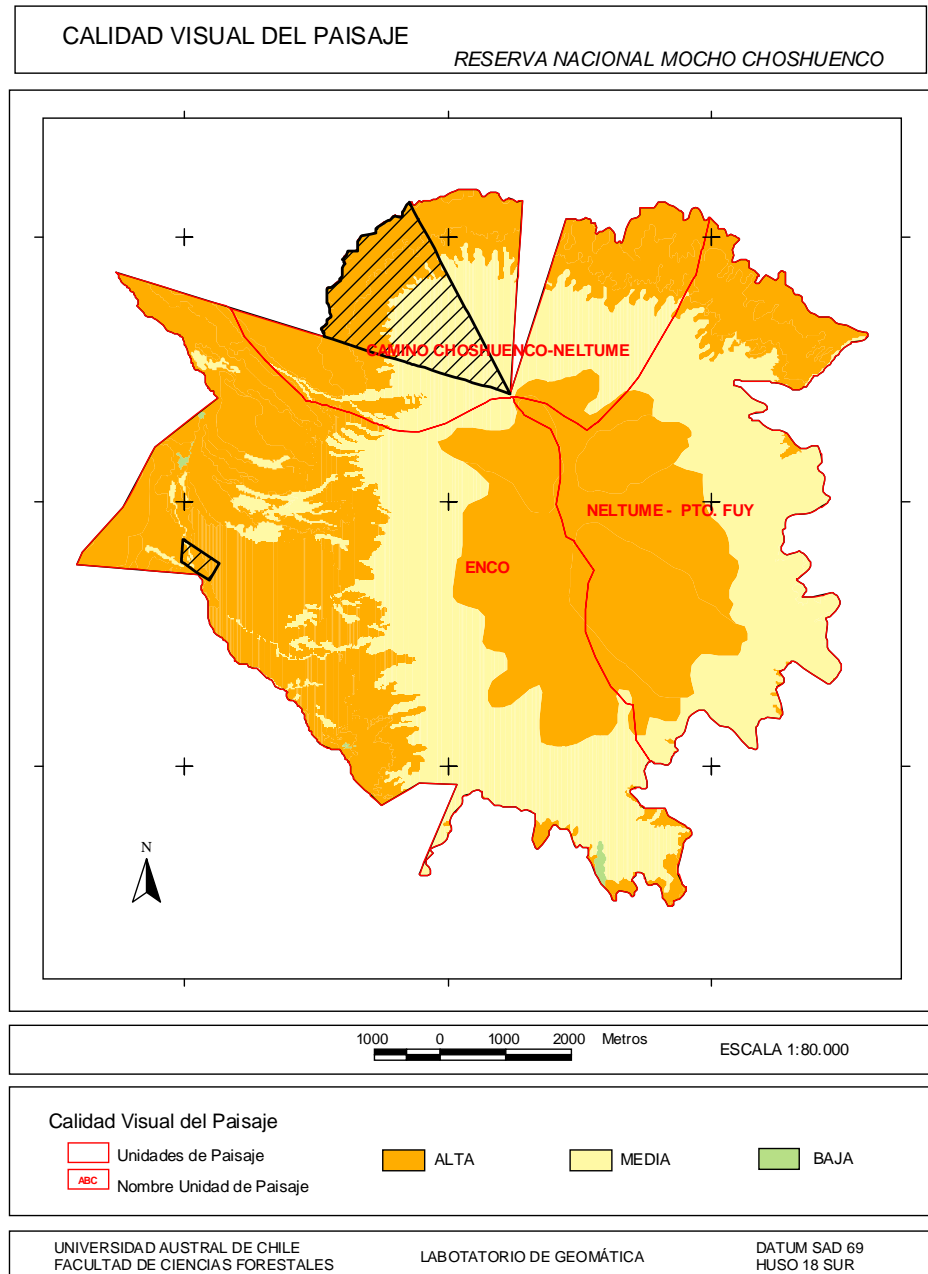 CALIDAD VISUAL DEL PAISAJE
RESERVA NACIONAL MOCHO CHOSHUENCO
CAMINO CHOSHUENCO-NELTUME
NELTUME - PTO. FUY
ENCO
N
1000 0 1000 2000 Metros
ESCALA 1:80.000
Calidad Visual del Paisaje
Unidades de Paisaje
ABC Nombre Unidad de Paisaje
ALTA
MEDIA
BAJA
UNIVERSIDAD AUSTRAL DE CHILE
FACULTAD DE CIENCIAS FORESTALES
LABOTATORIO DE GEOMÁTICA
DATUM SAD 69
HUSO 18 SUR